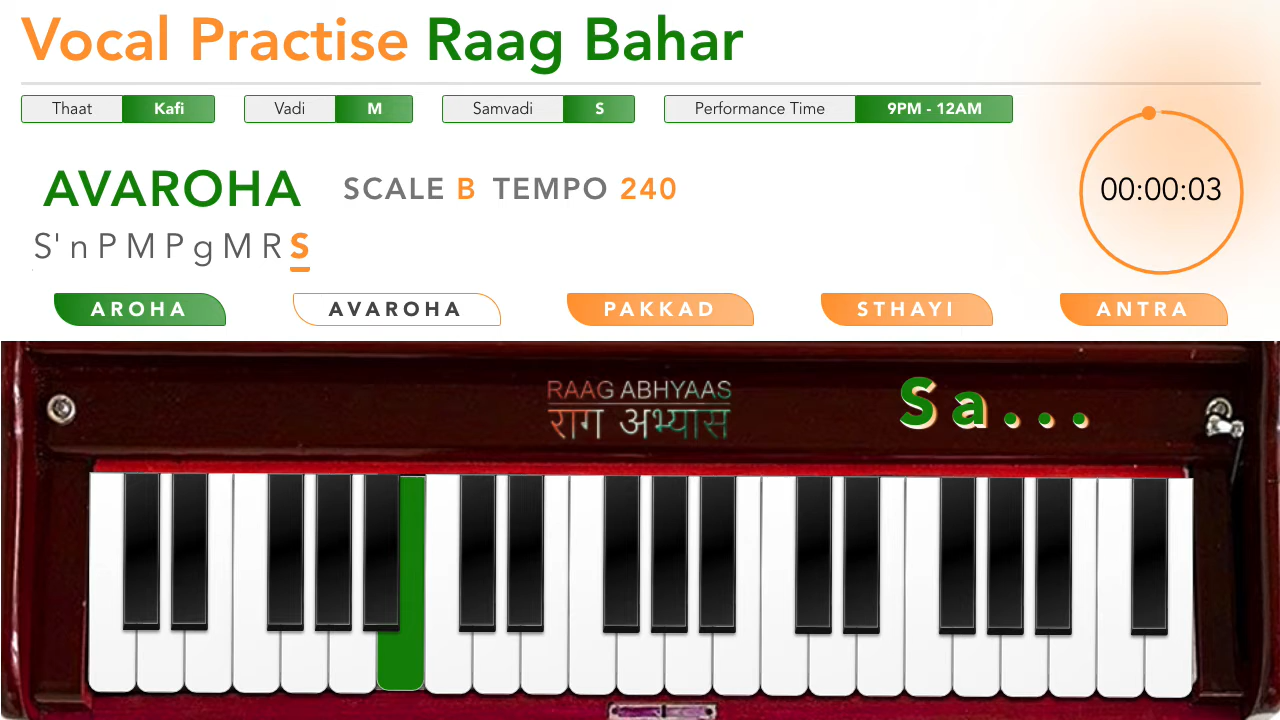 Vocal Practise Raag Bahar
Thaat Kafi Vadi M Samvadi S Performance Time 9PM - 12AM
AVAROHA SCALE B TEMPO 240
00:00:03
S' n P M P g M R S
AROHA AVAROHA PAKKAD STHAYI ANTRA
RAAG ABHYAAS
राग अभ्यास
Sa...